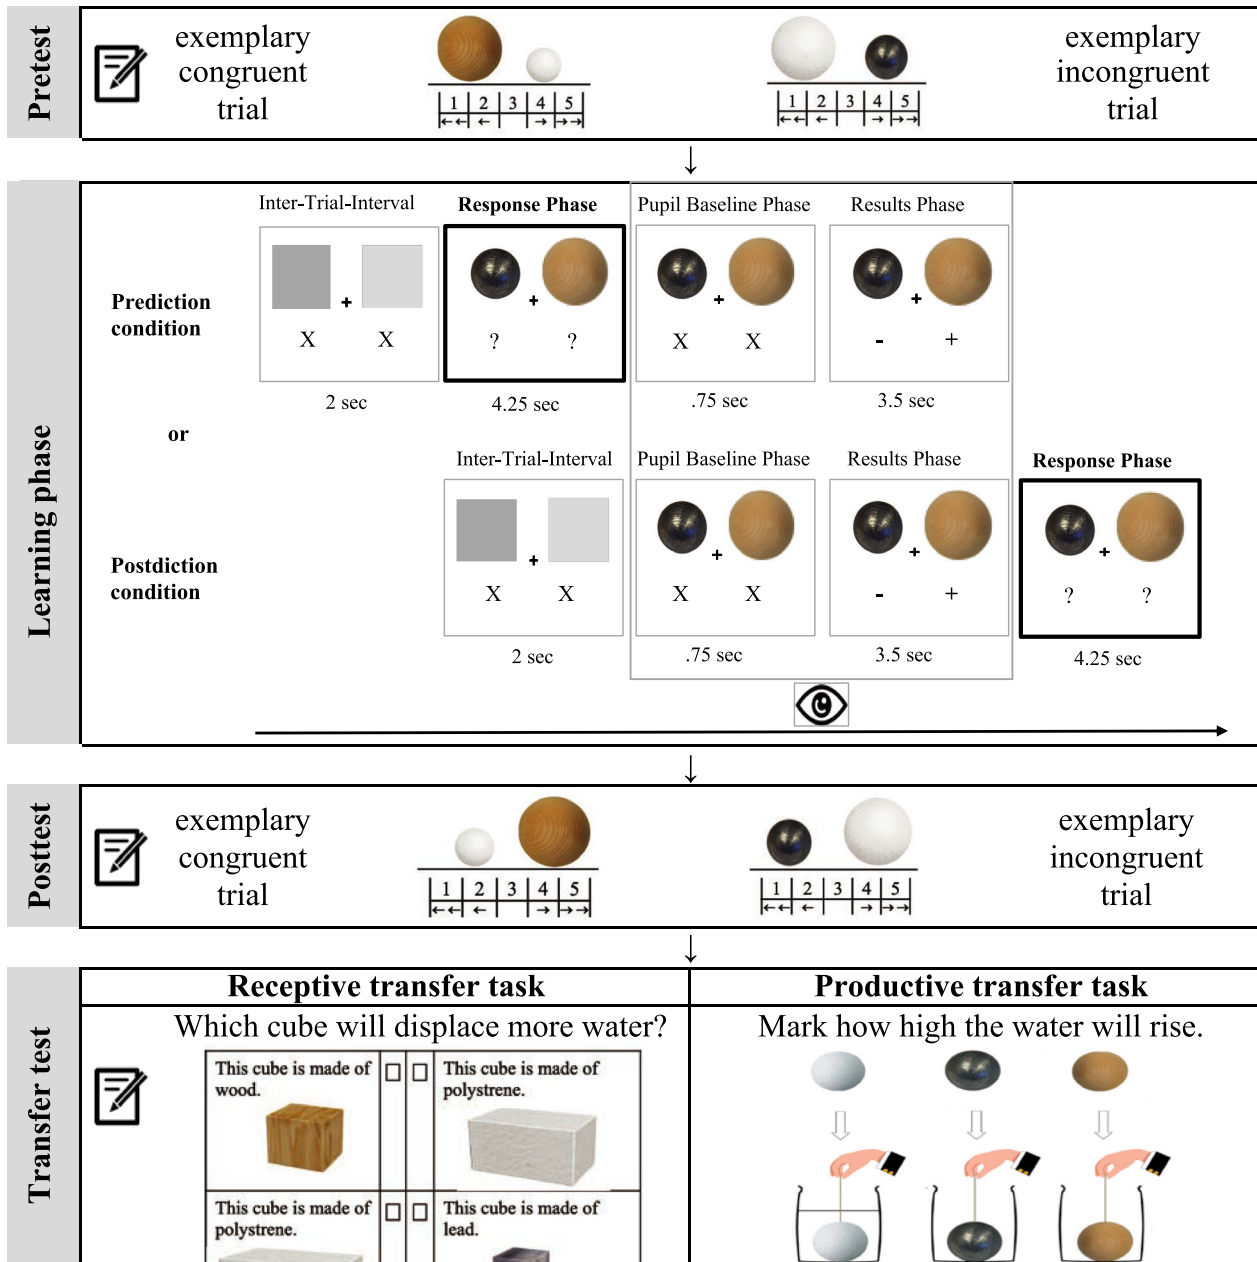 Pretest
exemplary
congruent
trial
1 2 3 4 5
←← ← → →→
1 2 3 4 5
←← ← → →→
exemplary
incongruent
trial
↓
Learning phase
Inter-Trial-Interval
Response Phase
Pupil Baseline Phase
Results Phase
Prediction
condition
+
X X
+
? ?
+
X X
+
- +
2 sec
4.25 sec
.75 sec
3.5 sec
or
Inter-Trial-Interval
Pupil Baseline Phase
Results Phase
Response Phase
Postdiction
condition
+
X X
+
X X
+
- +
+
? ?
2 sec
.75 sec
3.5 sec
4.25 sec
↓
Posttest
exemplary
congruent
trial
1 2 3 4 5
←← ← → →→
1 2 3 4 5
←← ← → →→
exemplary
incongruent
trial
↓
Transfer test
Receptive transfer task
Which cube will displace more water?
This cube is made of
wood.
This cube is made of
polystrene.
This cube is made of
polystrene.
This cube is made of
lead.
Productive transfer task
Mark how high the water will rise.